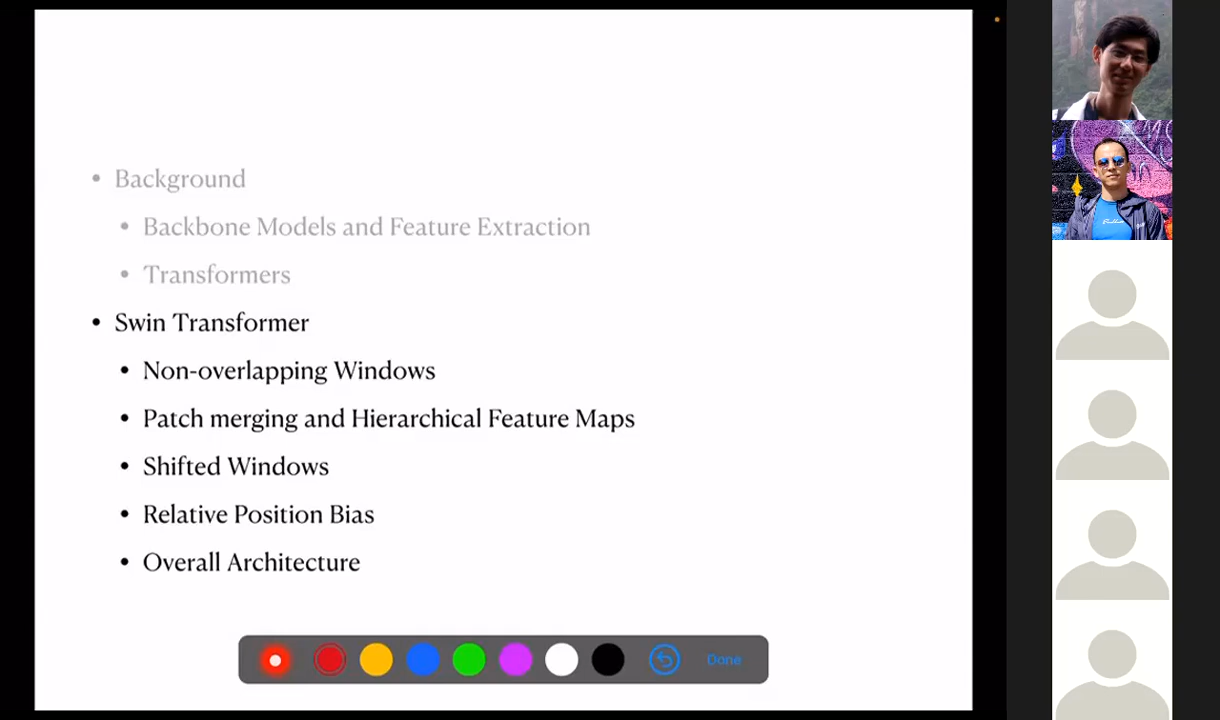 • Background
• Backbone Models and Feature Extraction
• Transformers
• Swin Transformer
• Non-overlapping Windows
• Patch merging and Hierarchical Feature Maps
• Shifted Windows
• Relative Position Bias
• Overall Architecture
Done